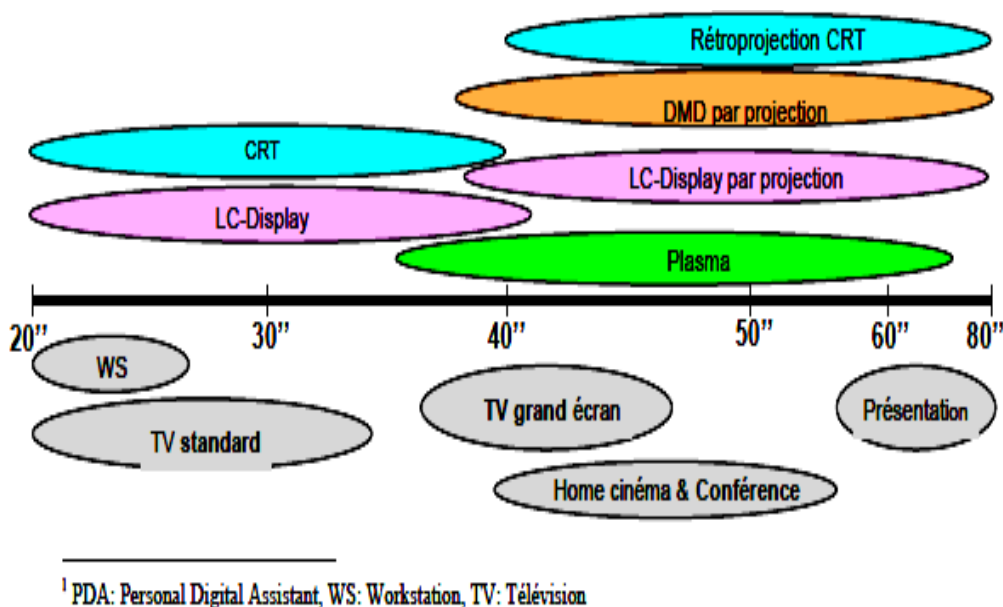 Rétroprojection CRT
DMD par projection
CRT
LC-Display par projection
LC-Display
Plasma
20” 30” 40” 50” 60” 80”
WS
TV grand écran
Présentation
TV standard
Home cinéma & Conférence
1 PDA: Personal Digital Assistant, WS: Workstation, TV: Télévision